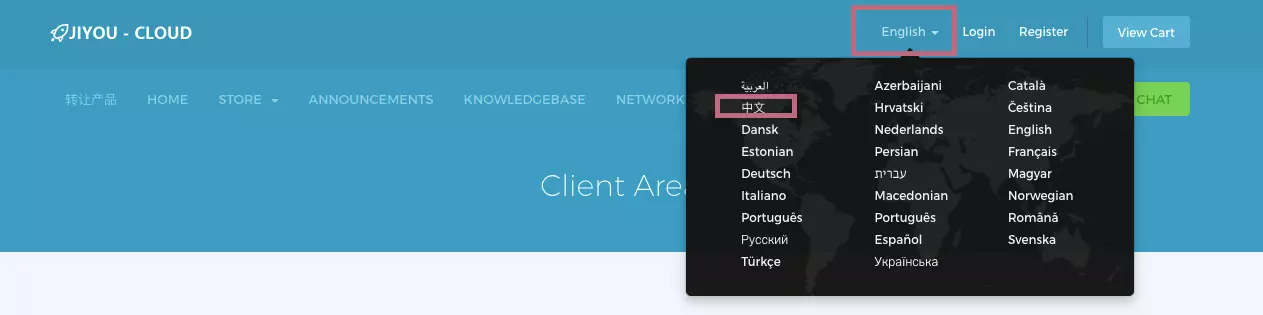 JIYOU - CLOUD
English
Login
Register
View Cart
转让产品
HOME
STORE
ANNOUNCEMENTS
KNOWLEDGEBASE
NETWORK
CHAT
العربية
Azerbaijani
Català
中文
Hrvatski
Čeština
Dansk
Nederlands
English
Estonian
Persian
Français
Deutsch
עברית
Magyar
Italiano
Macedonian
Norwegian
Português
Português
Română
Русский
Español
Svenska
Türkçe
Українська
Client Area